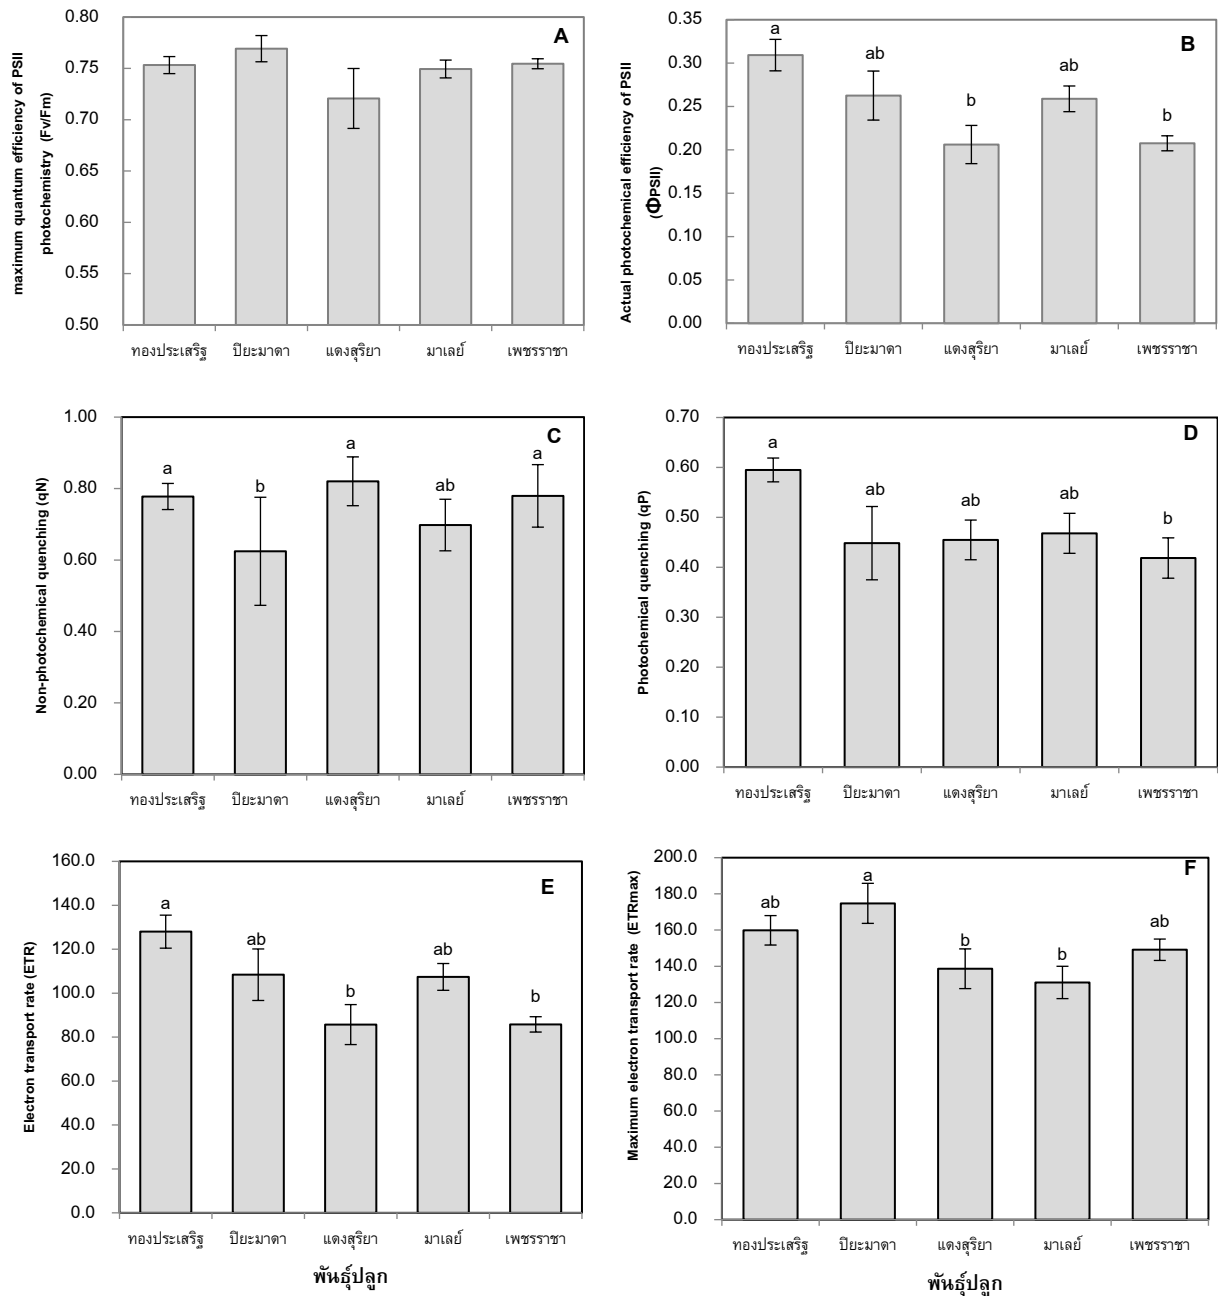 A
maximum quantum efficiency of PSII
photochemistry (Fv/Fm)
0.80
0.75
0.70
0.65
0.60
0.55
0.50
ทองประเสริฐ ปิยะมาดา แดงสุริยา มาเลย์ เพชรราชา
B
Actual photochemical efficiency of PSII
(ΦPSII)
0.35
0.30
0.25
0.20
0.15
0.10
0.05
0.00
a ab b ab b
ทองประเสริฐ ปิยะมาดา แดงสุริยา มาเลย์ เพชรราชา
C
Non-photochemical quenching (qN)
1.00
0.80
0.60
0.40
0.20
0.00
a b a ab a
ทองประเสริฐ ปิยะมาดา แดงสุริยา มาเลย์ เพชรราชา
D
Photochemical quenching (qP)
0.70
0.60
0.50
0.40
0.30
0.20
0.10
0.00
a ab ab ab b
ทองประเสริฐ ปิยะมาดา แดงสุริยา มาเลย์ เพชรราชา
E
Electron transport rate (ETR)
160.0
140.0
120.0
100.0
80.0
60.0
40.0
20.0
0.0
a ab b ab b
ทองประเสริฐ ปิยะมาดา แดงสุริยา มาเลย์ เพชรราชา
พันธุ์ปลูก
F
Maximum electron transport rate (ETRmax)
200.0
180.0
160.0
140.0
120.0
100.0
80.0
60.0
40.0
20.0
0.0
ab a b b ab
ทองประเสริฐ ปิยะมาดา แดงสุริยา มาเลย์ เพชรราชา
พันธุ์ปลูก